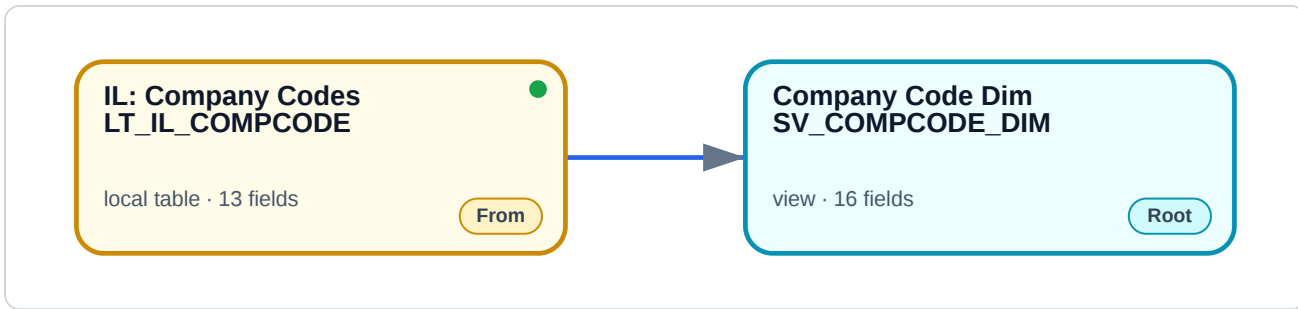 IL: Company Codes
LT_IL_COMPCODE
local table · 13 fields
From
Company Code Dim
SV_COMPCODE_DIM
view · 16 fields
Root